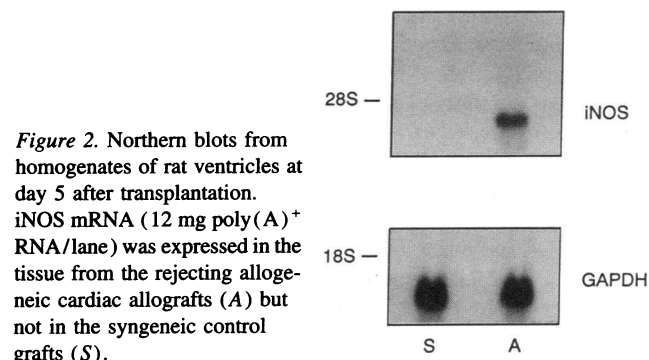 Figure 2. Northern blots from
homogenates of rat ventricles at
day 5 after transplantation.
iNOS mRNA (12 mg poly(A)+
RNA/lane) was expressed in the
tissue from the rejecting alloge-
neic cardiac allografts (A) but
not in the syngeneic control
grafts (S).
28S –
iNOS
18S –
GAPDH
S A